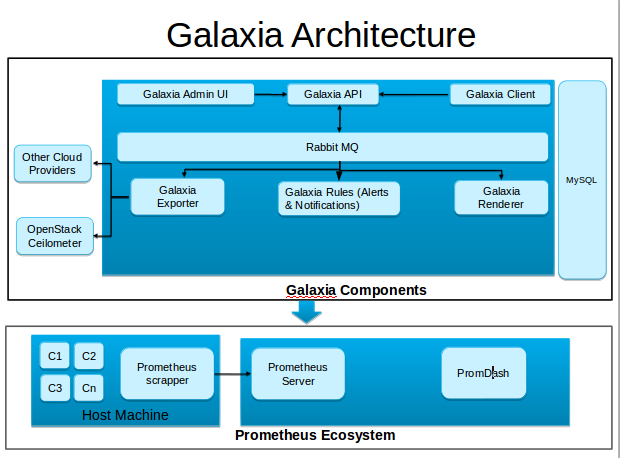 Galaxia Architecture
Galaxia Admin UI
Galaxia API
Galaxia Client
Rabbit MQ
MySQL
Other Cloud
Providers
OpenStack
Ceilometer
Galaxia
Exporter
Galaxia Rules (Alerts
& Notifications)
Galaxia
Renderer
Galaxia Components
C1
C2
C3
Cn
Prometheus
scrapper
Host Machine
Prometheus
Server
PromDash
Prometheus Ecosystem